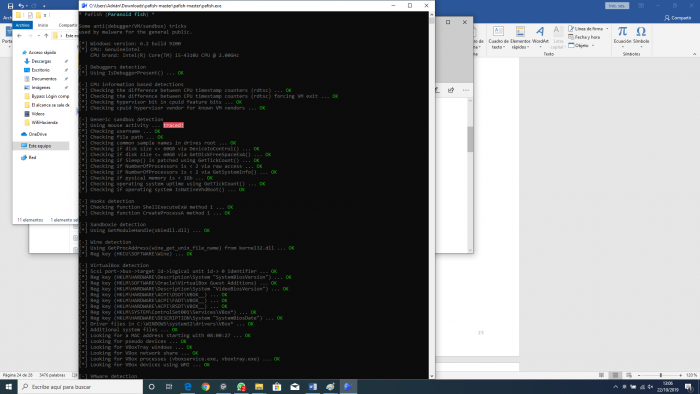 C:\Users\Admin\Downloads\pafish-master\pafish-master\pafish.exe
* Pafish (Paranoid fish) *
Some anti(debugger/VM/sandbox) tricks
used by malware for the general public.
[*] Windows version: 6.2 build 9200
[*] CPU: GenuineIntel
CPU brand: Intel(R) Core(TM) i5-4310U CPU @ 2.00GHz
[-] Debuggers detection
[*] Using IsDebuggerPresent() ... OK
[-] CPU information based detections
[*] Checking the difference between CPU timestamp counters (rdtsc) ... OK
[*] Checking the difference between CPU timestamp counters (rdtsc) forcing VM exit ... OK
[*] Checking hypervisor bit in cpuid feature bits ... OK
[*] Checking cpuid hypervisor vendor for known VM vendors ... OK
[-] Generic sandbox detection
[*] Using mouse activity ... traced!
[*] Checking username ... OK
[*] Checking file path ... OK
[*] Checking common sample names in drives root ... OK
[*] Checking if disk size <= 60GB via DeviceIoControl() ... OK
[*] Checking if disk size <= 60GB via GetDiskFreeSpaceExA() ... OK
[*] Checking if Sleep() is patched using GetTickCount() ... OK
[*] Checking if NumberOfProcessors is < 2 via raw access ... OK
[*] Checking if NumberOfProcessors is < 2 via GetSystemInfo() ... OK
[*] Checking if pysical memory is < 1Gb ... OK
[*] Checking operating system uptime using GetTickCount() ... OK
[*] Checking if operating system IsNativeVhdBoot() ... OK
[-] Hooks detection
[*] Checking function ShellExecuteExW method 1 ... OK
[*] Checking function CreateProcessA method 1 ... OK
[-] Sandboxie detection
[*] Using GetModuleHandle(sbiedll.dll) ... OK
[-] Wine detection
[*] Using GetProcAddress(wine_get_unix_file_name) from kernel32.dll ... OK
[*] Reg key (HKCU\SOFTWARE\Wine) ... OK
[-] VirtualBox detection
[*] Scsi port->bus->target id->logical unit id-> 0 identifier ... OK
[*] Reg key (HKLM\HARDWARE\Description\System "SystemBiosVersion") ... OK
[*] Reg key (HKLM\SOFTWARE\Oracle\VirtualBox Guest Additions) ... OK
[*] Reg key (HKLM\HARDWARE\Description\System "VideoBiosVersion") ... OK
[*] Reg key (HKLM\HARDWARE\ACPI\DSDT\VBOX__) ... OK
[*] Reg key (HKLM\HARDWARE\ACPI\FADT\VBOX__) ... OK
[*] Reg key (HKLM\HARDWARE\ACPI\RSDT\VBOX__) ... OK
[*] Reg key (HKLM\SYSTEM\ControlSet001\Services\VBox*) ... OK
[*] Reg key (HKLM\HARDWARE\DESCRIPTION\System "SystemBiosDate") ... OK
[*] Driver files in C:\WINDOWS\system32\drivers\VBox* ... OK
[*] Additional system files ... OK
[*] Looking for a MAC address starting with 08:00:27 ... OK
[*] Looking for pseudo devices ... OK
[*] Looking for VBoxTray windows ... OK
[*] Looking for VBox network share ... OK
[*] Looking for VBox processes (vboxservice.exe, vboxtray.exe) ... OK
[*] Looking for VBox devices using WMI ... OK
[-] VMware detection
Archivo
Inicio
Este e
Acceso rápido
Descargas
Escritorio
Documentos
Imágenes
Bypass Login comp
El alcance se sale de
Videos
WifiHacienda
OneDrive
Este equipo
Red
11 elementos
1 elemento sele
Compartir
Cuadro de texto
Elementos rápidos
WordArt
Letra capital
Línea de firma
Fecha y hora
Objeto
Texto
Ecuación
Símbolo
Símbolos
Página 24 de 28
3476 palabras
120 %
Escribe aquí para buscar
13:06
22/10/2019